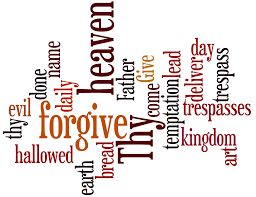 heaven
name
done
daily
evil
thy
forgive
hallowed
earth
bread
Thy
Father
Give
come
temptation
lead
deliver
day
trespass
trespasses
kingdom
art